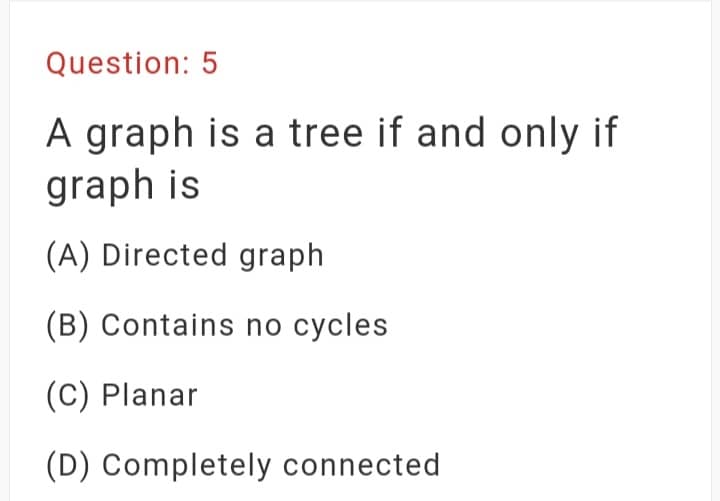 Question: 5
A graph is a tree if and only if
graph is
(A) Directed graph
(B) Contains no cycles
(C) Planar
(D) Completely connected